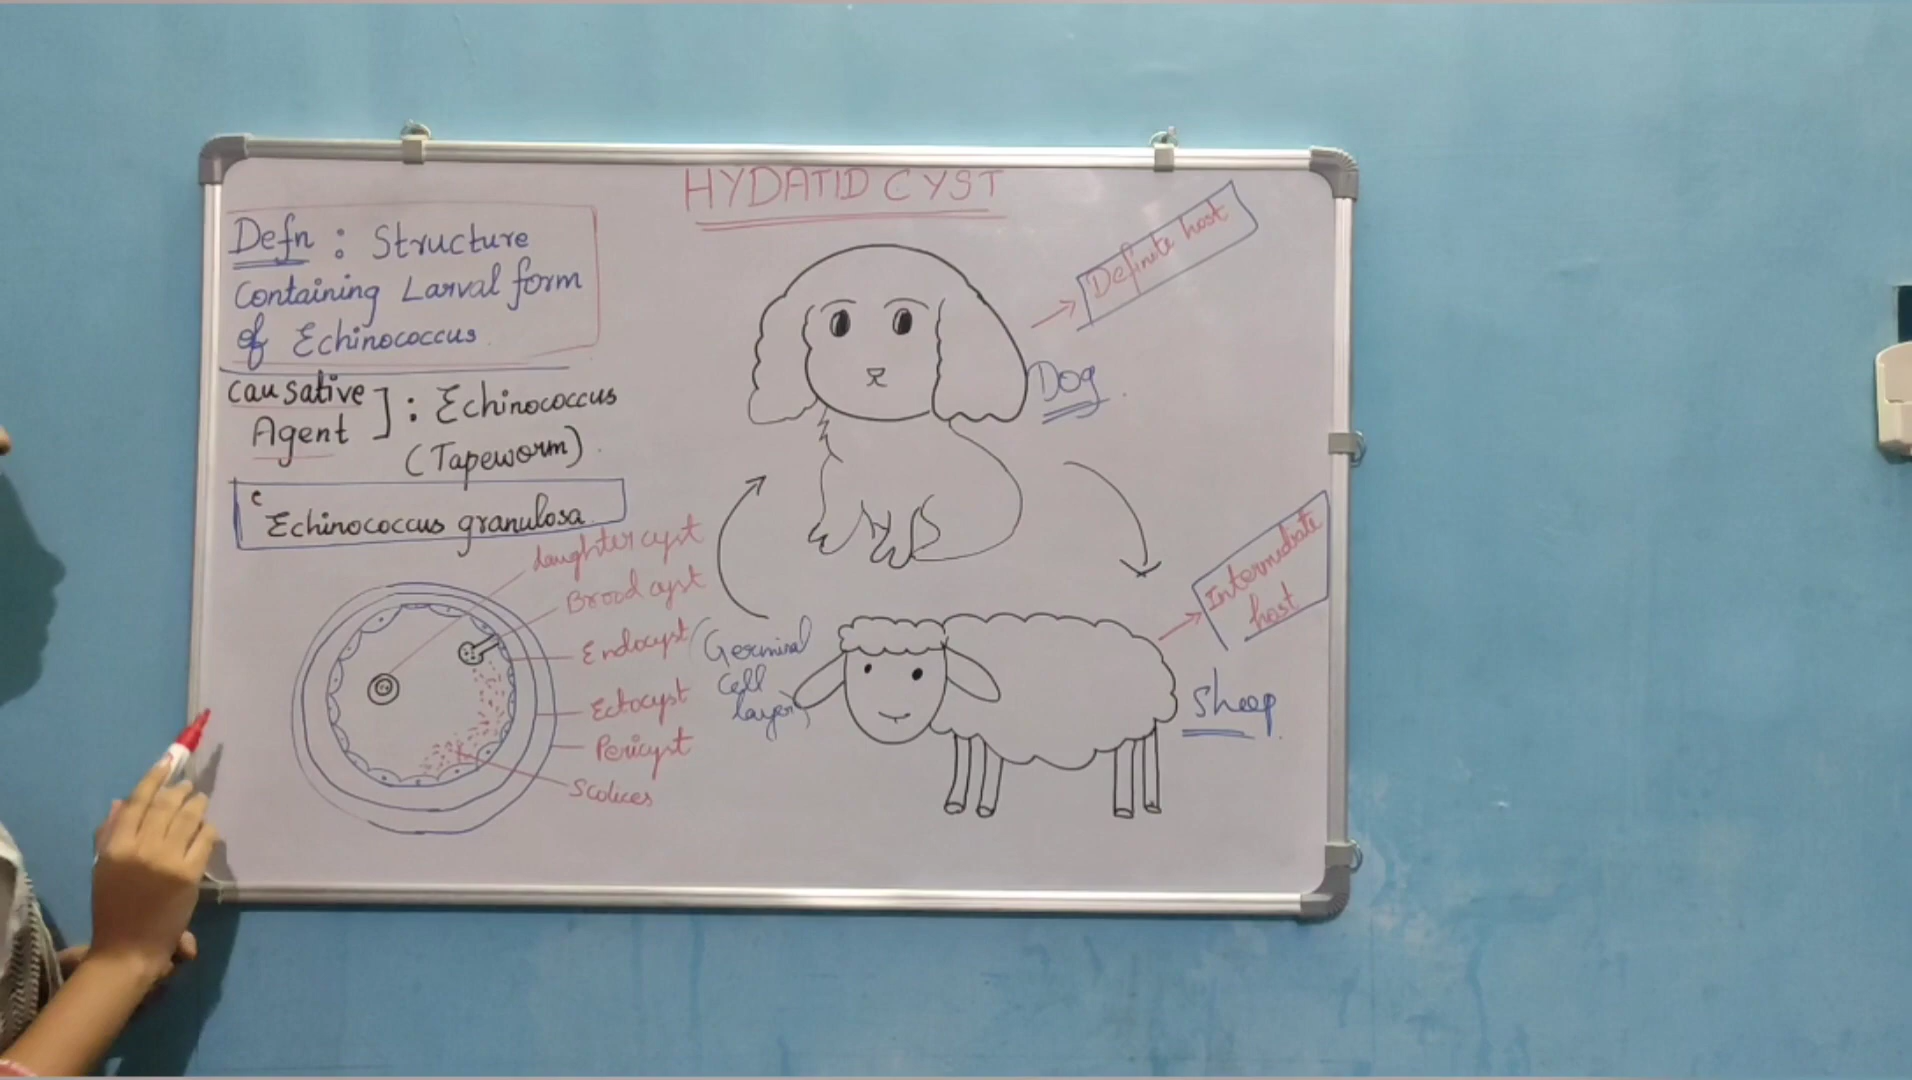 HYDATID CYST
Defn : Structure
Containing Larval form
of Echinococcus
Causative
Agent ] : Echinococcus
(Tapeworm)
Echinococcus granulosa
daughter cyst
Brood cyst
Endocyst (Germinal
cell
layer)
Ectocyst
Pericyst
Scolices
Definite host
Dog
Intermediate
host
Sheep